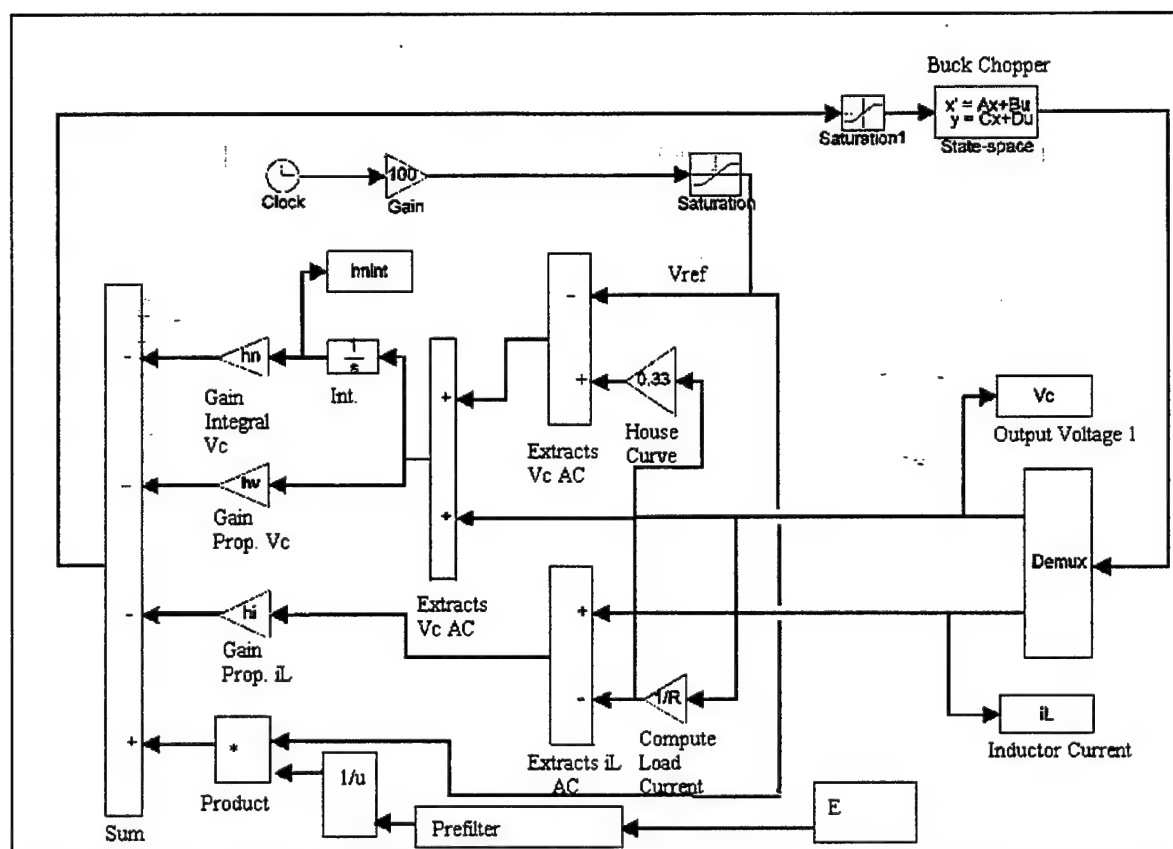 Buck Chopper
x' = Ax+Bu
y = Cx+Du
State-space
Saturation1
Clock
100
Gain
Saturation
hnint
Vref
-
+
0.33
House
Curve
Extracts
Vc AC
-
hn
Gain
Integral
Vc
1
s
Int.
+
+
Extracts
Vc AC
-
hv
Gain
Prop. Vc
Vc
Output Voltage 1
Demux
-
hi
Gain
Prop. iL
+
-
Extracts iL
AC
1/R
Compute
Load
Current
iL
Inductor Current
+
*
Product
1/u
Prefilter
E
Sum